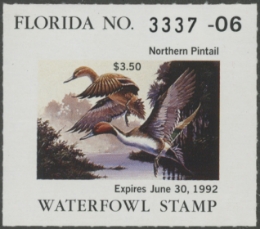 FLORIDA NO. 3337 -06
Northern Pintail
$3.50
Expires June 30, 1992
WATERFOWL STAMP